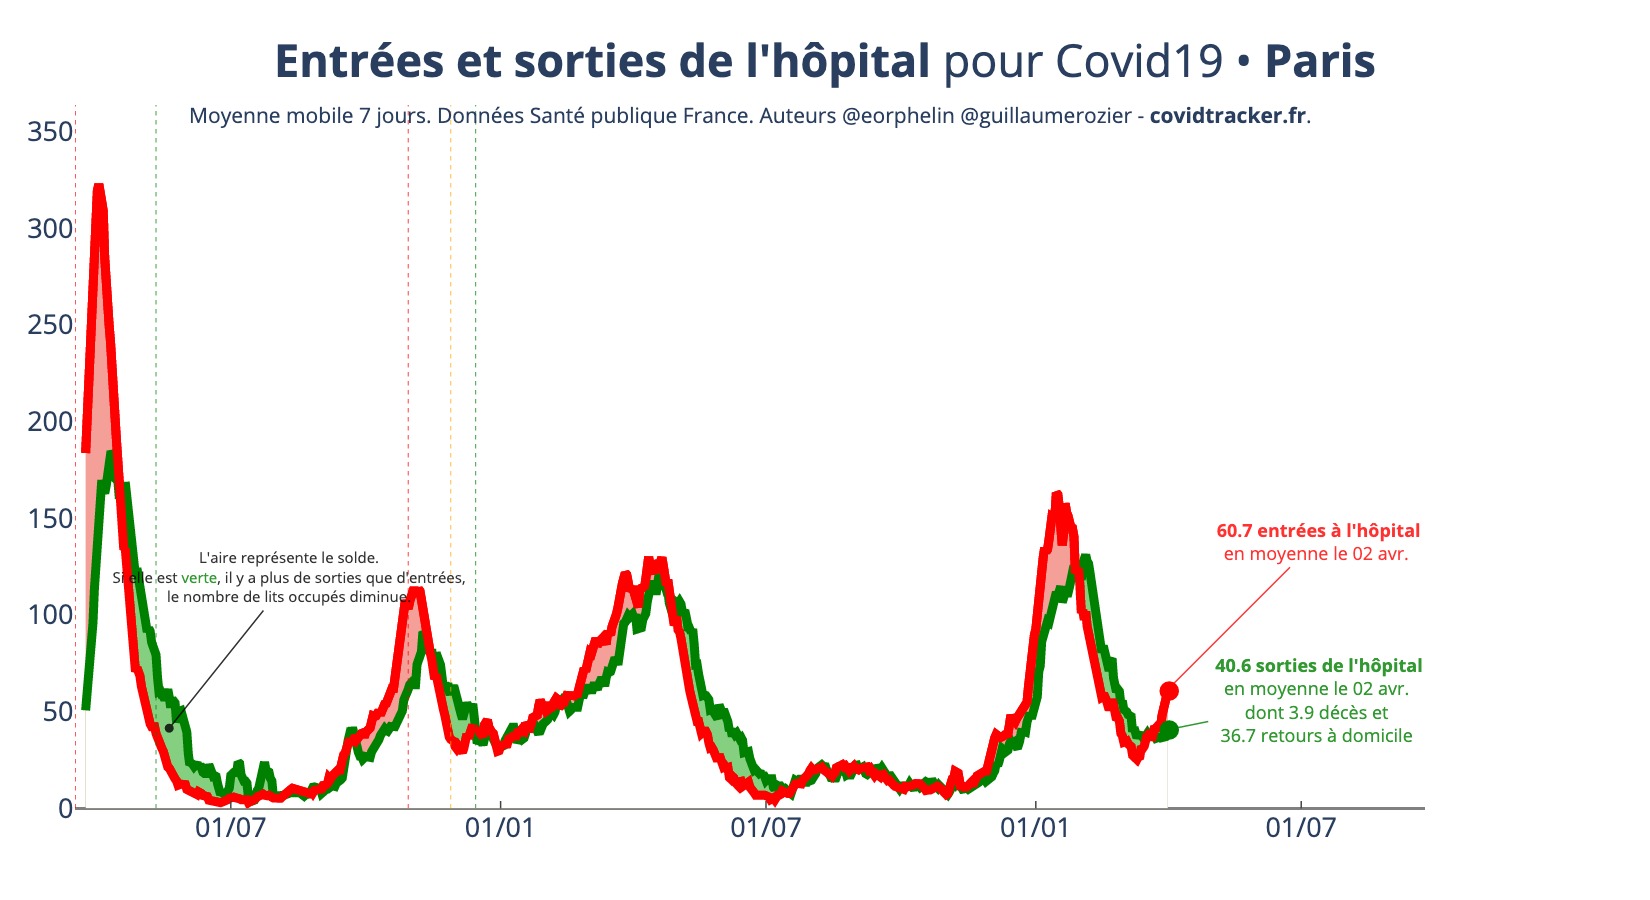 Entrées et sorties de l'hôpital pour Covid19 • Paris
Moyenne mobile 7 jours. Données Santé publique France. Auteurs @eorphelin @guillaumerozier - covidtracker.fr.
350
300
250
200
150
100
50
0
L'aire représente le solde.
Si elle est verte, il y a plus de sorties que d'entrées,
le nombre de lits occupés diminue.
60.7 entrées à l'hôpital
en moyenne le 02 avr.
40.6 sorties de l'hôpital
en moyenne le 02 avr.
dont 3.9 décès et
36.7 retours à domicile
01/07
01/01
01/07
01/01
01/07